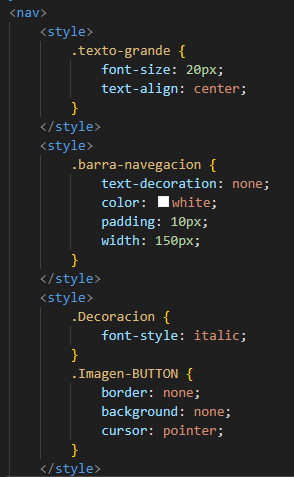 <nav>
<style>
.texto-grande {
font-size: 20px;
text-align: center;
}
</style>
<style>
.barra-navegacion {
text-decoration: none;
color: white;
padding: 10px;
width: 150px;
}
</style>
<style>
.Decoracion {
font-style: italic;
}
.Imagen-BUTTON {
border: none;
background: none;
cursor: pointer;
}
</style>